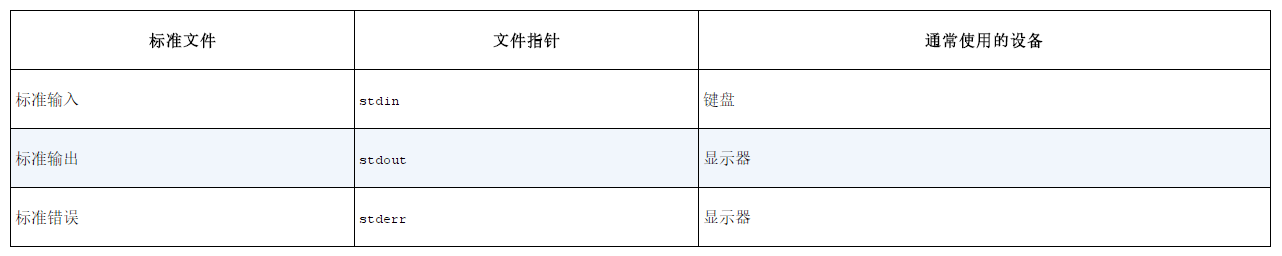 标准文件 文件指针 通常使用的设备
标准输入 stdin 键盘
标准输出 stdout 显示器
标准错误 stderr 显示器